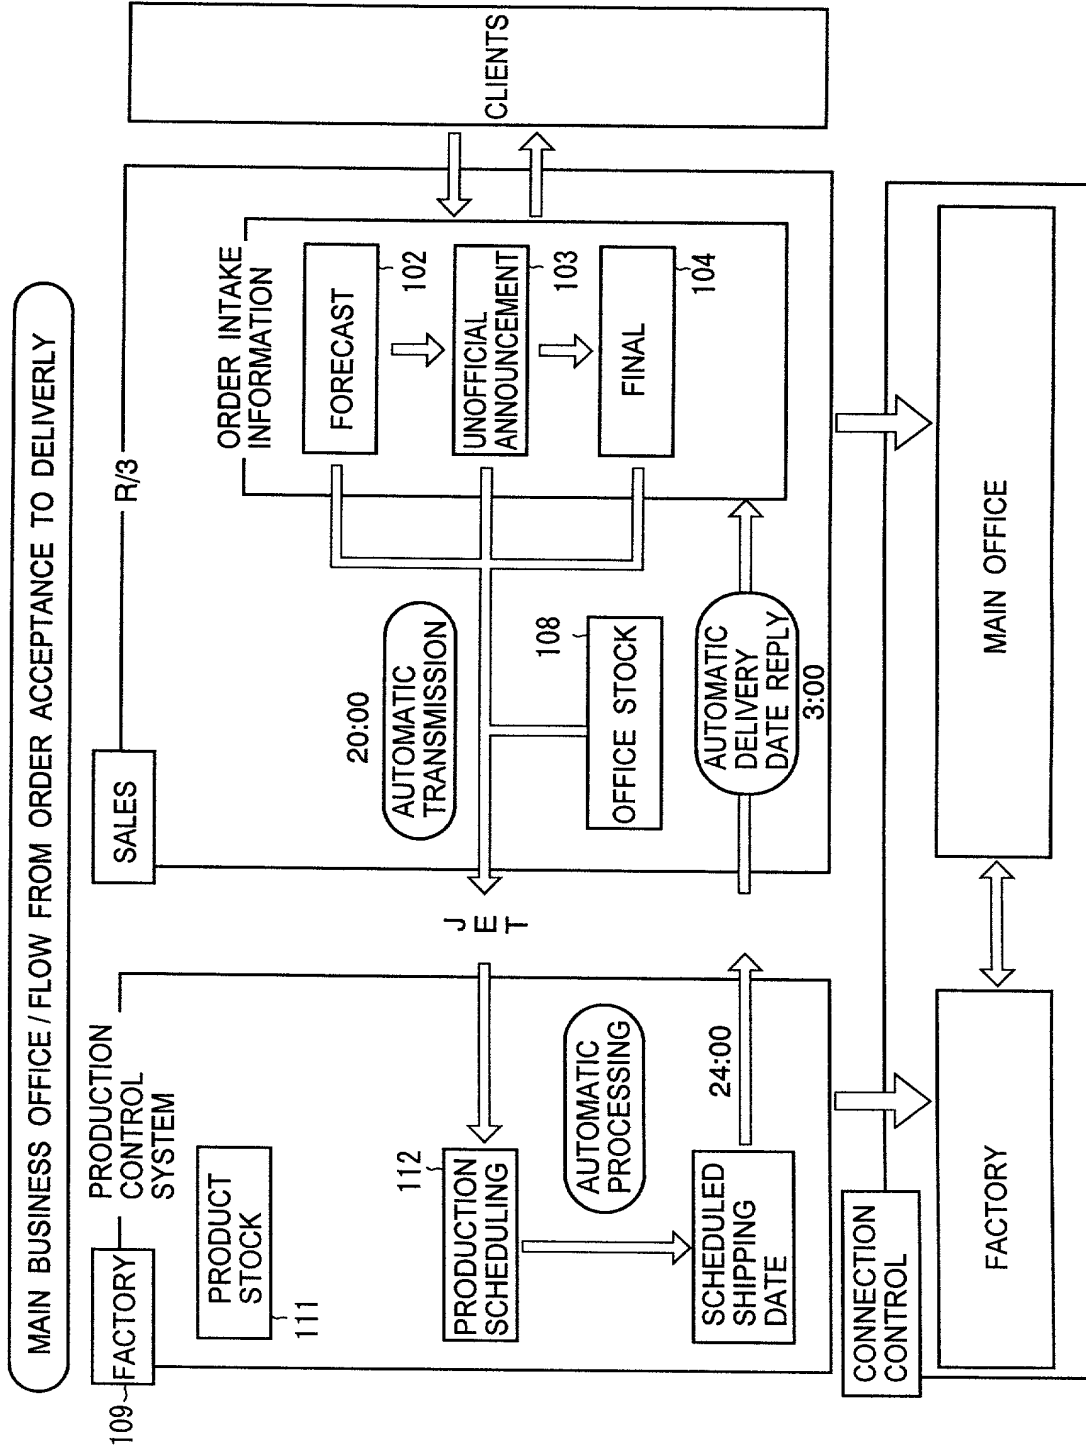 MAIN BUSINESS OFFICE / FLOW FROM ORDER ACCEPTANCE TO DELIVERLY
109
FACTORY
PRODUCTION
CONTROL
SYSTEM
SALES
R/3
PRODUCT
STOCK
111
ORDER INTAKE
INFORMATION
FORECAST
102
20:00
AUTOMATIC
TRANSMISSION
UNOFFICIAL
ANNOUNCEMENT
103
112
PRODUCTION
SCHEDULING
J
E
T
108
OFFICE STOCK
FINAL
104
AUTOMATIC
PROCESSING
SCHEDULED
SHIPPING
DATE
24:00
AUTOMATIC
DELIVERY
DATE REPLY
3:00
CLIENTS
CONNECTION
CONTROL
FACTORY
MAIN OFFICE